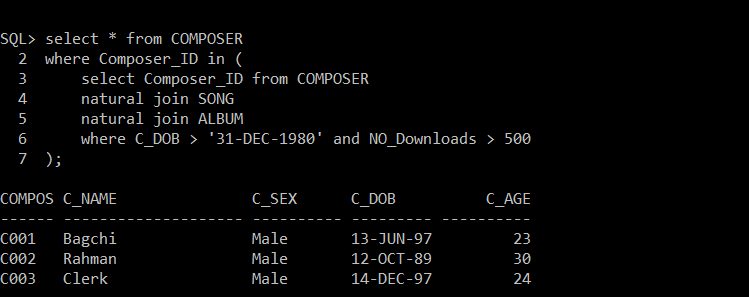 SQL> select * from COMPOSER
  2  where Composer_ID in (
  3      select Composer_ID from COMPOSER
  4      natural join SONG
  5      natural join ALBUM
  6      where C_DOB > '31-DEC-1980' and NO_Downloads > 500
  7  );
COMPOS C_NAME               C_SEX      C_DOB          C_AGE
------ -------------------- ---------- --------- ----------
C001   Bagchi               Male       13-JUN-97         23
C002   Rahman               Male       12-OCT-89         30
C003   Clerk                Male       14-DEC-97         24